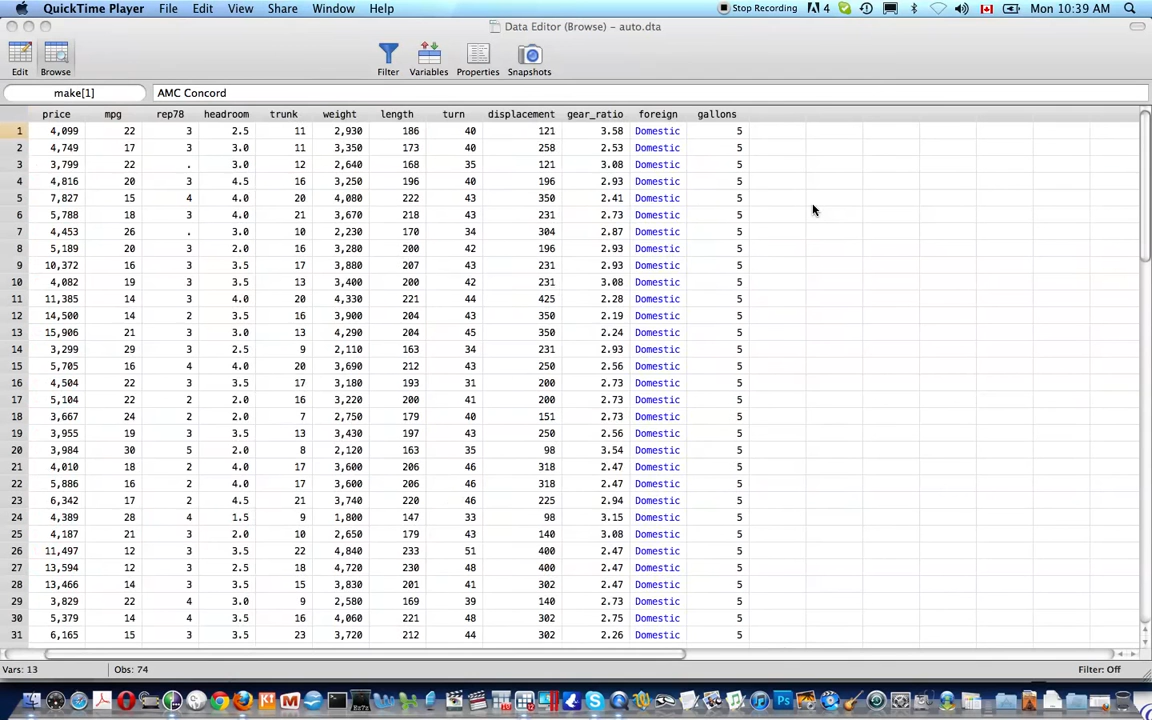 QuickTime Player File Edit View Share Window Help Stop Recording 4 Mon 10:39 AM
Data Editor (Browse) – auto.dta
Edit Browse Filter Variables Properties Snapshots
make[1] AMC Concord
price mpg rep78 headroom trunk weight length turn displacement gear_ratio foreign gallons
1 4,099 22 3 2.5 11 2,930 186 40 121 3.58 Domestic 5
2 4,749 17 3 3.0 11 3,350 173 40 258 2.53 Domestic 5
3 3,799 22 . 3.0 12 2,640 168 35 121 3.08 Domestic 5
4 4,816 20 3 4.5 16 3,250 196 40 196 2.93 Domestic 5
5 7,827 15 4 4.0 20 4,080 222 43 350 2.41 Domestic 5
6 5,788 18 3 4.0 21 3,670 218 43 231 2.73 Domestic 5
7 4,453 26 . 3.0 10 2,230 170 34 304 2.87 Domestic 5
8 5,189 20 3 2.0 16 3,280 200 42 196 2.93 Domestic 5
9 10,372 16 3 3.5 17 3,880 207 43 231 2.93 Domestic 5
10 4,082 19 3 3.5 13 3,400 200 42 231 3.08 Domestic 5
11 11,385 14 3 4.0 20 4,330 221 44 425 2.28 Domestic 5
12 14,500 14 2 3.5 16 3,900 204 43 350 2.19 Domestic 5
13 15,906 21 3 3.0 13 4,290 204 45 350 2.24 Domestic 5
14 3,299 29 3 2.5 9 2,110 163 34 231 2.93 Domestic 5
15 5,705 16 4 4.0 20 3,690 212 43 250 2.56 Domestic 5
16 4,504 22 3 3.5 17 3,180 193 31 200 2.73 Domestic 5
17 5,104 22 2 2.0 16 3,220 200 41 200 2.73 Domestic 5
18 3,667 24 2 2.0 7 2,750 179 40 151 2.73 Domestic 5
19 3,955 19 3 3.5 13 3,430 197 43 250 2.56 Domestic 5
20 3,984 30 5 2.0 8 2,120 163 35 98 3.54 Domestic 5
21 4,010 18 2 4.0 17 3,600 206 46 318 2.47 Domestic 5
22 5,886 16 2 4.0 17 3,600 206 46 318 2.47 Domestic 5
23 6,342 17 2 4.5 21 3,740 220 46 225 2.94 Domestic 5
24 4,389 28 4 1.5 9 1,800 147 33 98 3.15 Domestic 5
25 4,187 21 3 2.0 10 2,650 179 43 140 3.08 Domestic 5
26 11,497 12 3 3.5 22 4,840 233 51 400 2.47 Domestic 5
27 13,594 12 3 2.5 18 4,720 230 48 400 2.47 Domestic 5
28 13,466 14 3 3.5 15 3,830 201 41 302 2.47 Domestic 5
29 3,829 22 4 3.0 9 2,580 169 39 140 2.73 Domestic 5
30 5,379 14 4 3.5 16 4,060 221 48 302 2.75 Domestic 5
31 6,165 15 3 3.5 23 3,720 212 44 302 2.26 Domestic 5
Vars: 13 Obs: 74 Filter: Off